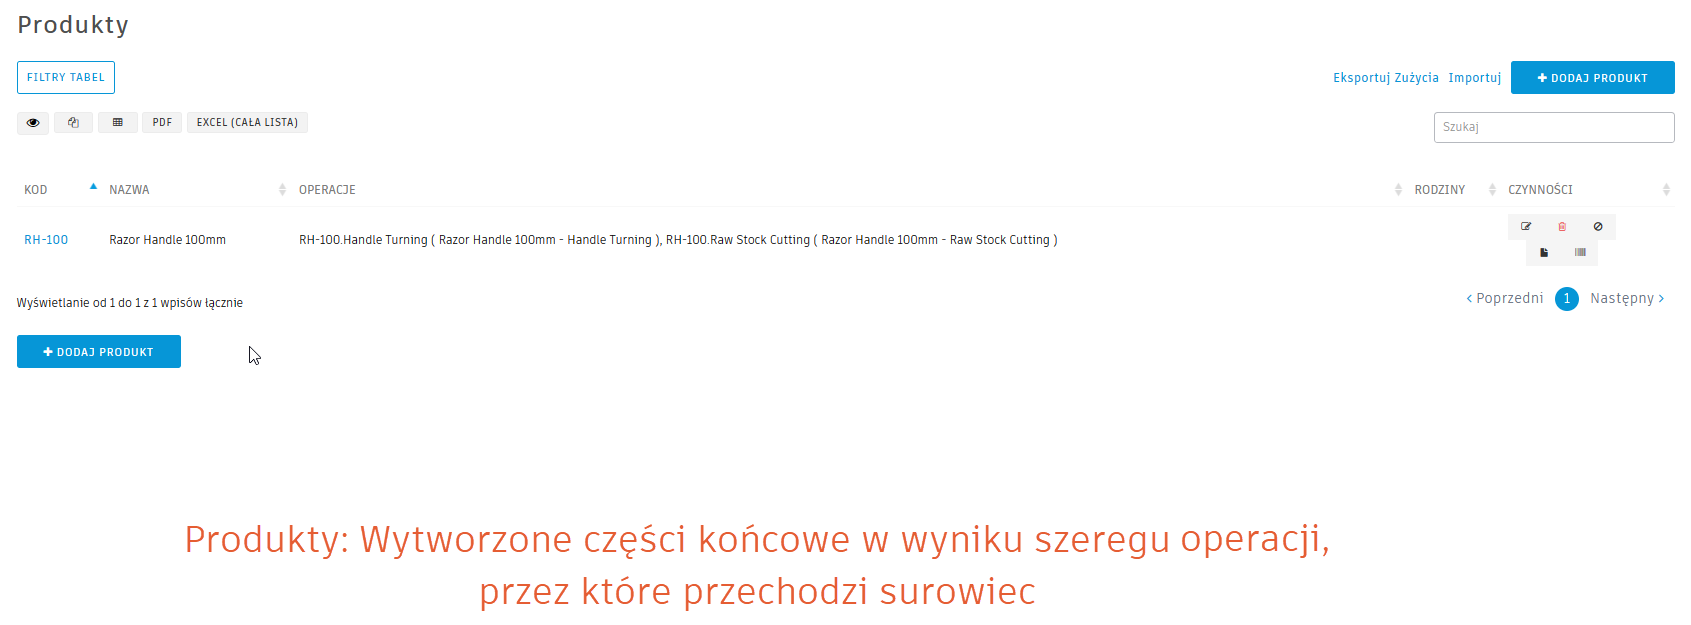 Produkty
FILTRY TABEL
Eksportuj Zużycia Importuj DODAJ PRODUKT
PDF EXCEL (CAŁA LISTA)
Szukaj
KOD NAZWA OPERACJE RODZINY CZYNNOŚCI
RH-100 Razor Handle 100mm RH-100.Handle Turning ( Razor Handle 100mm - Handle Turning ), RH-100.Raw Stock Cutting ( Razor Handle 100mm - Raw Stock Cutting )
Wyświetlanie od 1 do 1 z 1 wpisów łącznie
Poprzedni 1 Następny
DODAJ PRODUKT
Produkty: Wytworzone części końcowe w wyniku szeregu operacji,
przez które przechodzi surowiec